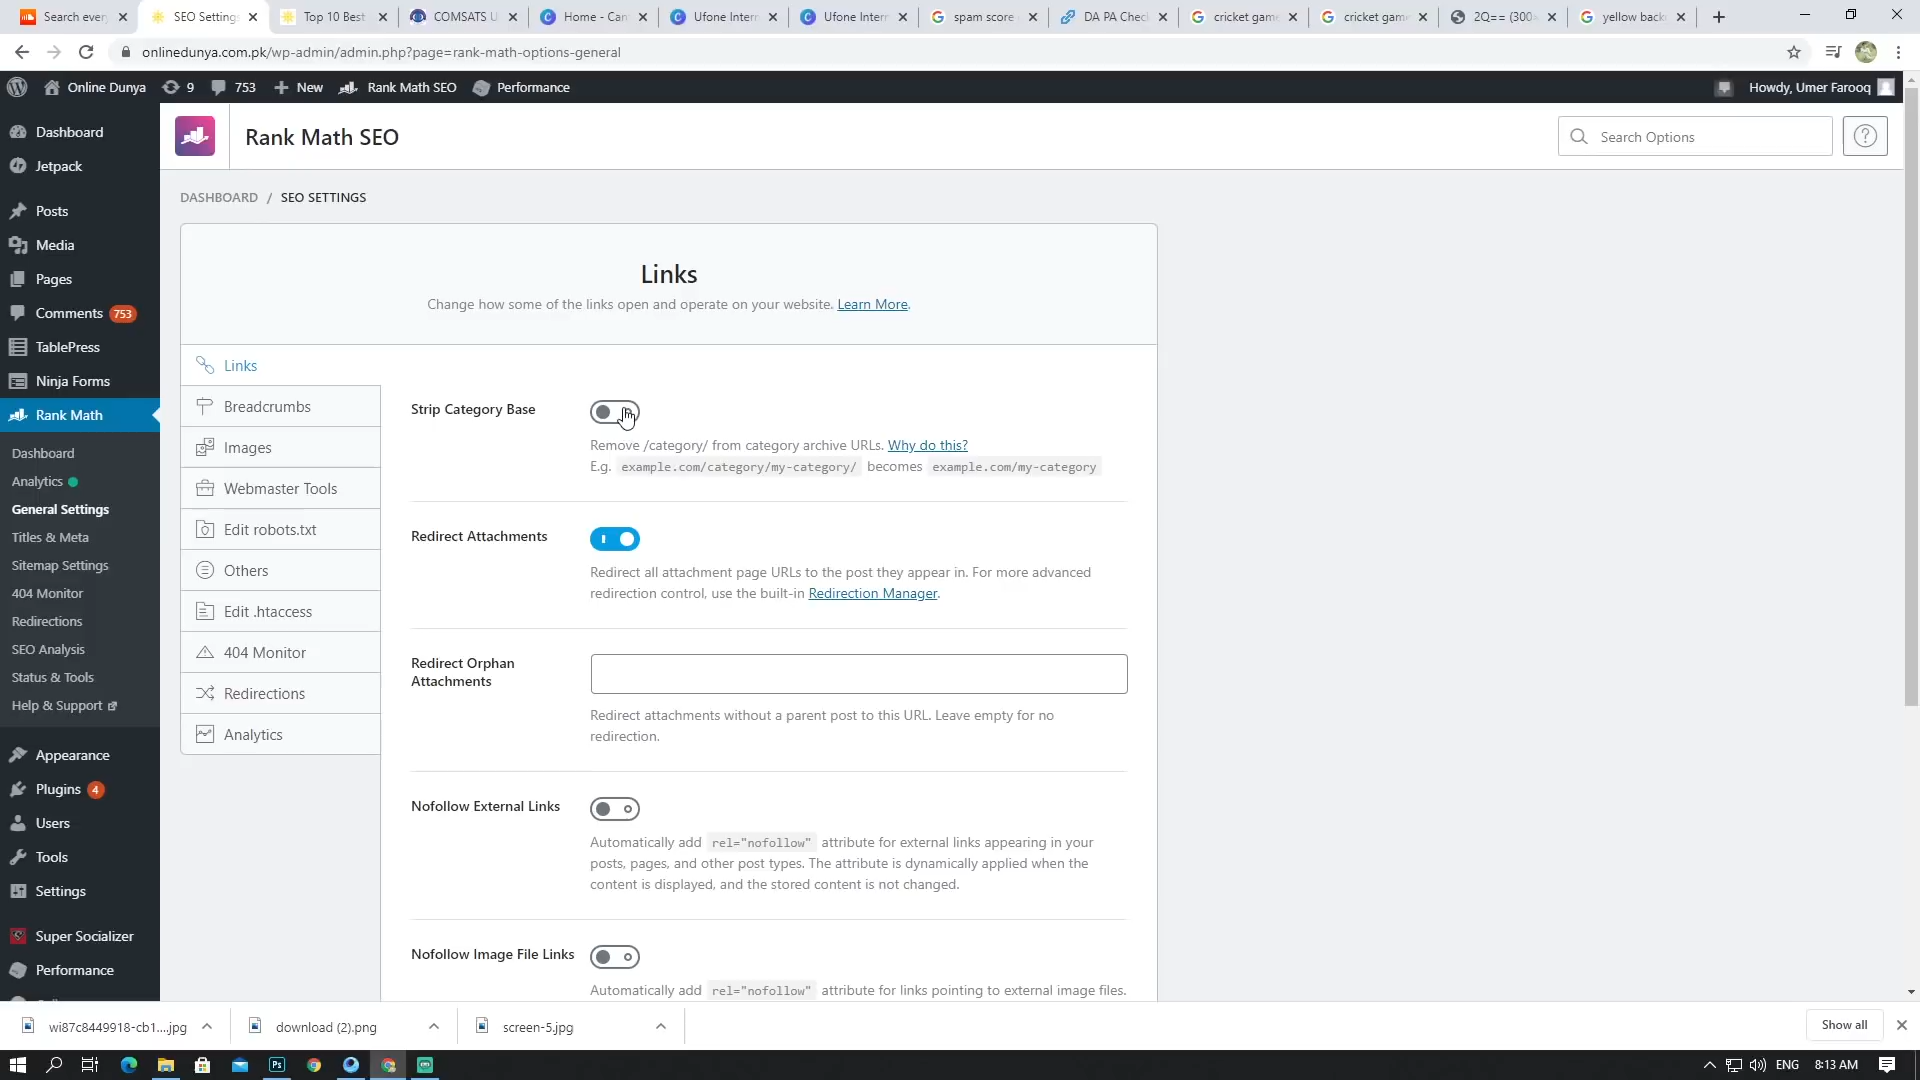 Search every
SEO Settings
Top 10 Best
COMSATS U
Home - Can
Ufone Intern
Ufone Intern
spam score
DA PA Chec
cricket game
cricket game
2Q== (300×
yellow back
onlinedunya.com.pk/wp-admin/admin.php?page=rank-math-options-general
Online Dunya
9
753
New
Rank Math SEO
Performance
Howdy, Umer Farooq
Dashboard
Jetpack
Posts
Media
Pages
Comments 753
TablePress
Ninja Forms
Rank Math
Dashboard
Analytics
General Settings
Titles & Meta
Sitemap Settings
404 Monitor
Redirections
SEO Analysis
Status & Tools
Help & Support
Appearance
Plugins 4
Users
Tools
Settings
Super Socializer
Performance
Rank Math SEO
Search Options
DASHBOARD / SEO SETTINGS
Links
Change how some of the links open and operate on your website. Learn More.
Links
Breadcrumbs
Images
Webmaster Tools
Edit robots.txt
Others
Edit .htaccess
404 Monitor
Redirections
Analytics
Strip Category Base
Remove /category/ from category archive URLs. Why do this?
E.g. example.com/category/my-category/ becomes example.com/my-category
Redirect Attachments
Redirect all attachment page URLs to the post they appear in. For more advanced
redirection control, use the built-in Redirection Manager.
Redirect Orphan
Attachments
Redirect attachments without a parent post to this URL. Leave empty for no
redirection.
Nofollow External Links
Automatically add rel="nofollow" attribute for external links appearing in your
posts, pages, and other post types. The attribute is dynamically applied when the
content is displayed, and the stored content is not changed.
Nofollow Image File Links
Automatically add rel="nofollow" attribute for links pointing to external image files.
wi87c8449918-cb1....jpg
download (2).png
screen-5.jpg
Show all
Ps
ENG
8:13 AM